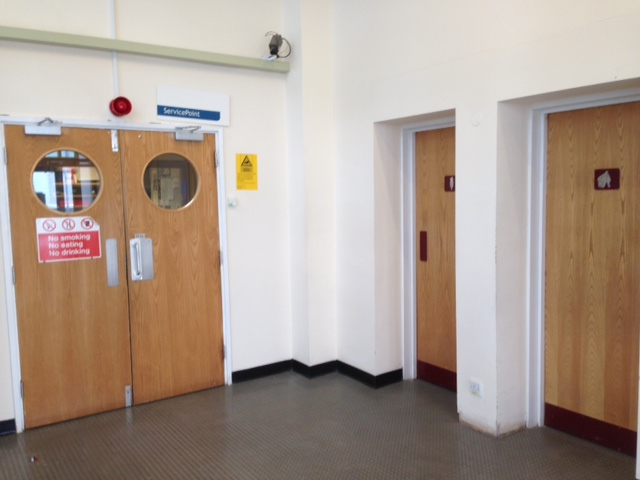 ServicePoint
No smoking
No eating
No drinking